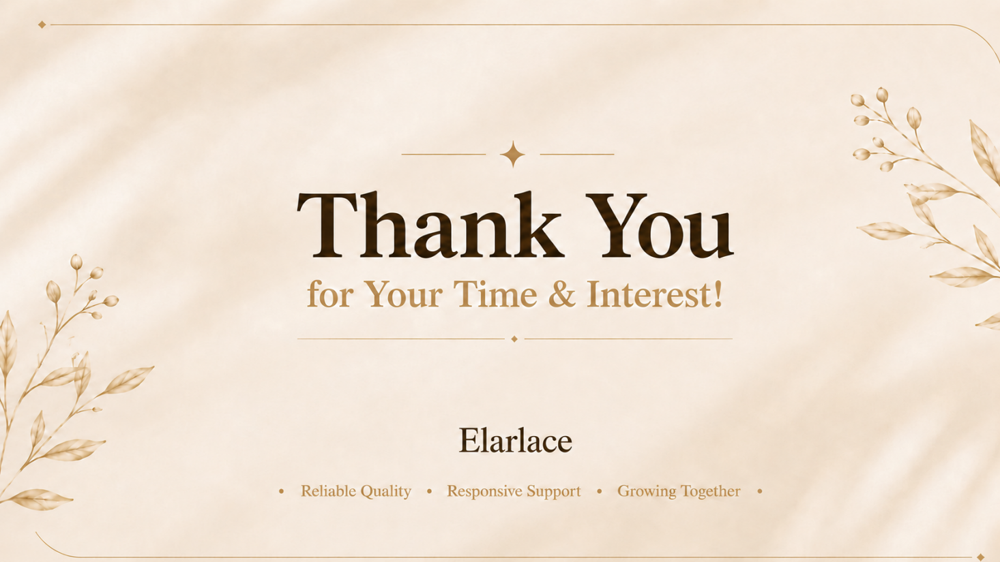 Thank You
for Your Time & Interest!
Elarlace
• Reliable Quality • Responsive Support • Growing Together •